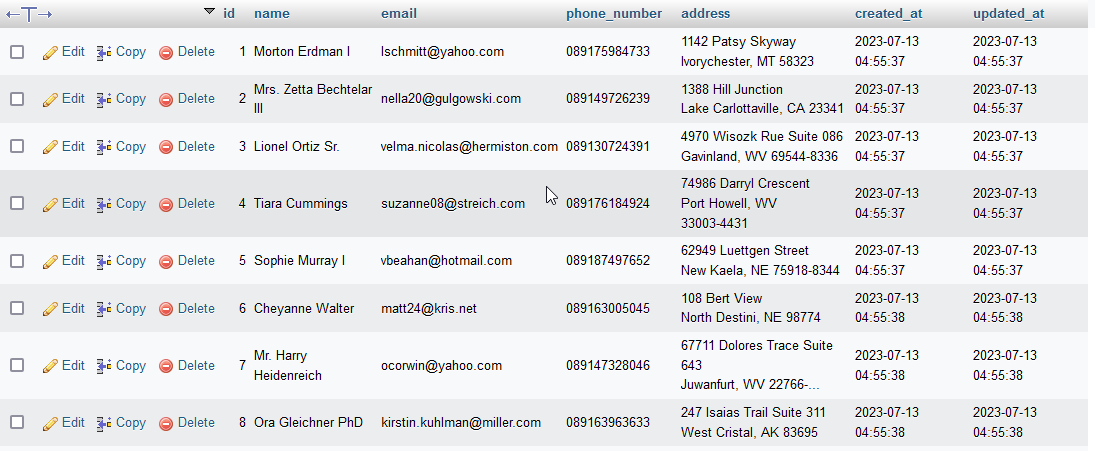 id name email phone_number address created_at updated_at
Edit Copy Delete 1 Morton Erdman I lschmitt@yahoo.com 089175984733 1142 Patsy Skyway 2023-07-13
Ivorychester, MT 58323 04:55:37 04:55:37
Edit Copy Delete 2 Mrs. Zetta Bechtelar nella20@gulgowski.com 089149726239 1388 Hill Junction 2023-07-13 2023-07-13
III Lake Carlottaville, CA 23341 04:55:37 04:55:37
Edit Copy Delete 3 Lionel Ortiz Sr. velma.nicolas@hermiston.com 089130724391 4970 Wisozk Rue Suite 086 2023-07-13 2023-07-13
Gavinland, WV 69544-8336 04:55:37 04:55:37
Edit Copy Delete 4 Tiara Cummings suzanne08@streich.com 089176184924 74986 Darryl Crescent 2023-07-13 2023-07-13
Port Howell, WV 04:55:37 04:55:37
33003-4431
Edit Copy Delete 5 Sophie Murray I vbeahan@hotmail.com 089187497652 62949 Luettgen Street 2023-07-13 2023-07-13
New Kaela, NE 75918-8344 04:55:37 04:55:37
Edit Copy Delete 6 Cheyanne Walter matt24@kris.net 089163005045 108 Bert View 2023-07-13 2023-07-13
North Destini, NE 98774 04:55:38 04:55:38
Edit Copy Delete 7 Mr. Harry ocorwin@yahoo.com 089147328046 67711 Dolores Trace Suite 2023-07-13 2023-07-13
Heidenreich 643 04:55:38 04:55:38
Juwanfurt, WV 22766-...
Edit Copy Delete 8 Ora Gleichner PhD kirstin.kuhlman@miller.com 089163963633 247 Isaias Trail Suite 311 2023-07-13 2023-07-13
West Cristal, AK 83695 04:55:38 04:55:38